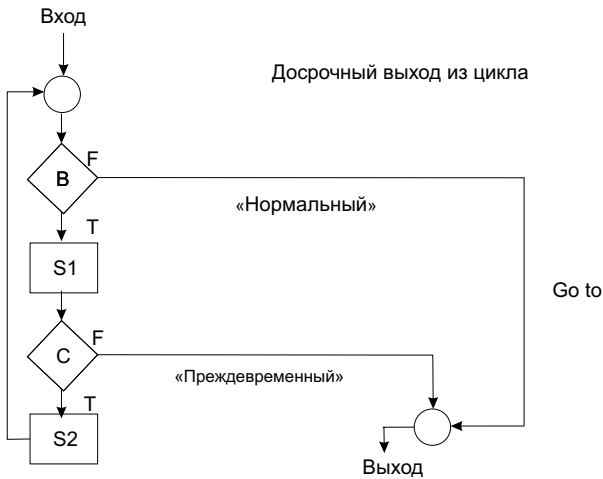 Вход
Досрочный выход из цикла
F
B
«Нормальный»
T
S1
Go to
F
C
«Преждевременный»
T
S2
Выход